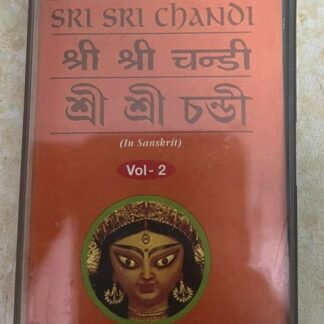 SRI SRI CHANDI
श्री श्री चन्डी
শ্রী শ্রী চন্ডী
(In Sanskrit)
Vol- 2